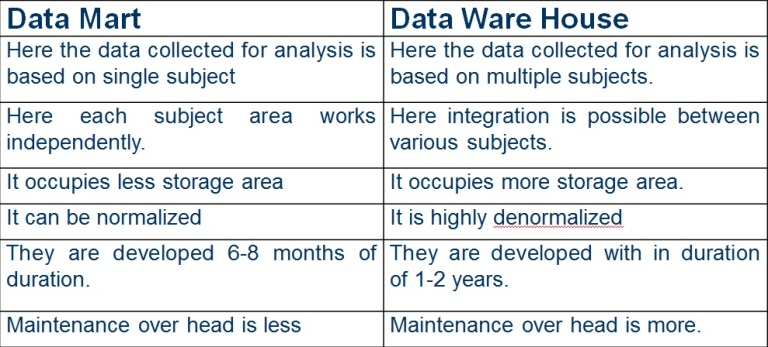 Data Mart
Data Ware House
Here the data collected for analysis is
based on single subject
Here the data collected for analysis is
based on multiple subjects.
Here each subject area works
independently.
Here integration is possible between
various subjects.
It occupies less storage area
It occupies more storage area.
It can be normalized
It is highly denormalized
They are developed 6-8 months of
duration.
They are developed with in duration
of 1-2 years.
Maintenance over head is less
Maintenance over head is more.